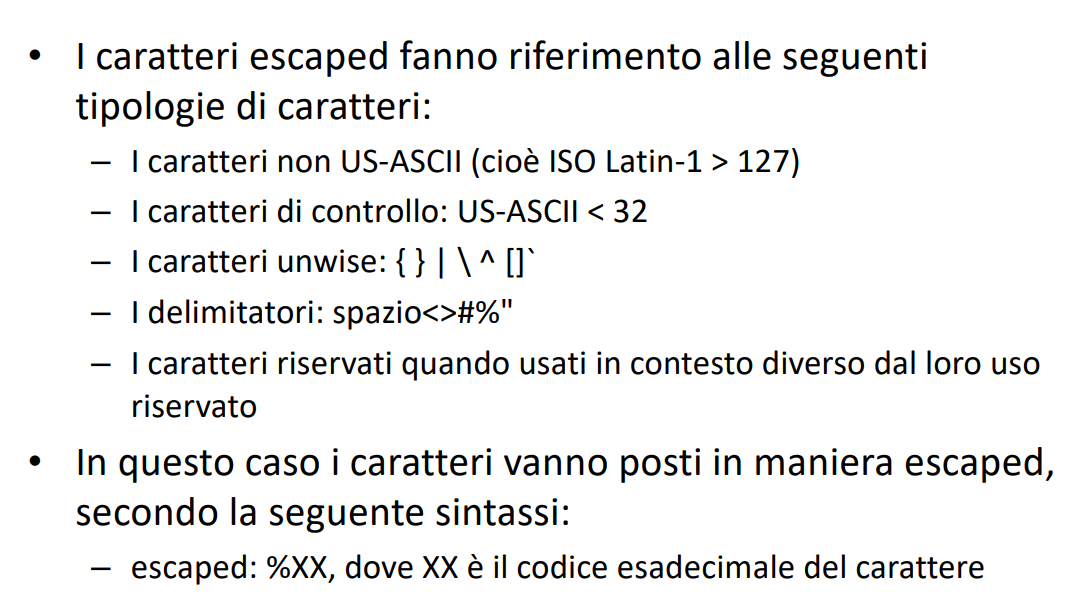 • I caratteri escaped fanno riferimento alle seguenti
tipologie di caratteri:
– I caratteri non US-ASCII (cioè ISO Latin-1 > 127)
– I caratteri di controllo: US-ASCII < 32
– I caratteri unwise: { } | \ ^ []`
– I delimitatori: spazio<>#%"
– I caratteri riservati quando usati in contesto diverso dal loro uso
riservato
• In questo caso i caratteri vanno posti in maniera escaped,
secondo la seguente sintassi:
– escaped: %XX, dove XX è il codice esadecimale del carattere